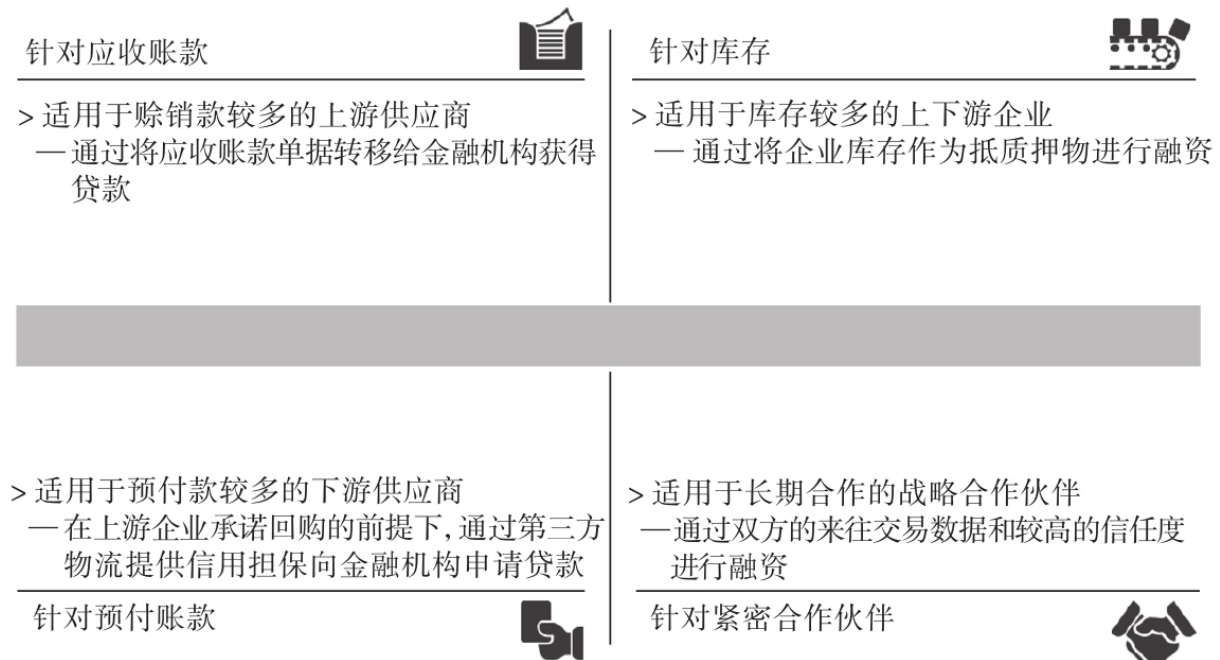 针对应收账款
> 适用于赊销款较多的上游供应商
— 通过将应收账款单据转移给金融机构获得
贷款
针对库存
> 适用于库存较多的上下游企业
— 通过将企业库存作为抵质押物进行融资
> 适用于预付款较多的下游供应商
— 在上游企业承诺回购的前提下,通过第三方
物流提供信用担保向金融机构申请贷款
针对预付账款
> 适用于长期合作的战略合作伙伴
—通过双方的来往交易数据和较高的信任度
进行融资
针对紧密合作伙伴